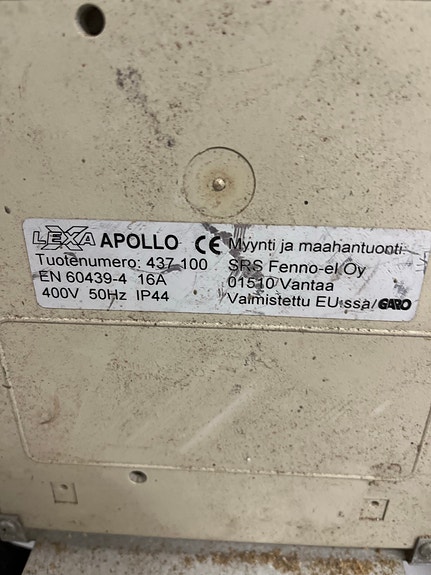 LEXA APOLLO CE Myynti ja maahantuonti
Tuotenumero: 437 100 SRS Fenno-el Oy
EN 60439-4 16A 01510 Vantaa
400V 50Hz IP44 Valmistettu EU:ssa/GARO